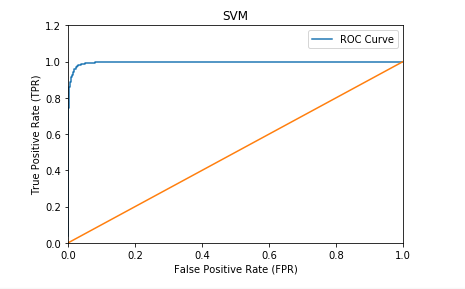 SVM
ROC Curve
True Positive Rate (TPR)
1.2
1.0
0.8
0.6
0.4
0.2
0.0
0.0 0.2 0.4 0.6 0.8 1.0
False Positive Rate (FPR)